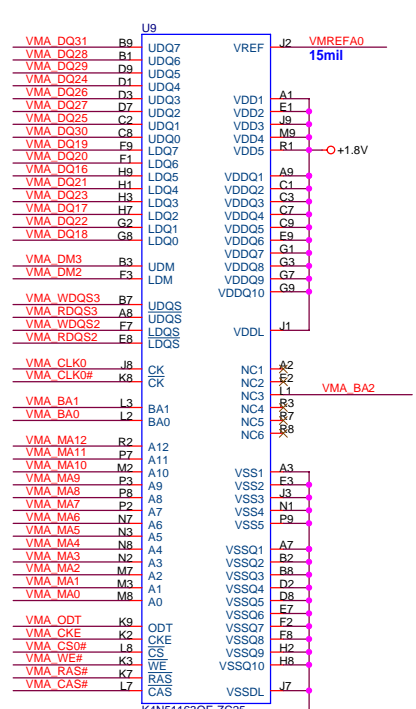 U9
VMA_DQ31 B9 UDQ7 VREF J2 VMREFA0
VMA_DQ28 B1 UDQ6 15mil
VMA_DQ29 D9 UDQ5
VMA_DQ24 D1 UDQ4
VMA_DQ26 D3 UDQ3 VDD1 A1
VMA_DQ27 D7 UDQ2 VDD2 E1
VMA_DQ25 C2 UDQ1 VDD3 J9
VMA_DQ30 C8 UDQ0 VDD4 M9
VMA_DQ19 F9 LDQ7 VDD5 R1 +1.8V
VMA_DQ20 F1 LDQ6
VMA_DQ16 H9 LDQ5 VDDQ1 A9
VMA_DQ21 H1 LDQ4 VDDQ2 C1
VMA_DQ23 H3 LDQ3 VDDQ3 C3
VMA_DQ17 H7 LDQ2 VDDQ4 C7
VMA_DQ22 G2 LDQ1 VDDQ5 C9
VMA_DQ18 G8 LDQ0 VDDQ6 E9
VDDQ7 G1
VMA_DM3 B3 UDM VDDQ8 G3
VMA_DM2 F3 LDM VDDQ9 G7
VDDQ10 G9
VMA_WDQS3 B7 UDQS
VMA_RDQS3 A8 UDQS
VMA_WDQS2 F7 LDQS VDDL J1
VMA_RDQS2 E8 LDQS
VMA_CLK0 J8 CK NC1 A2
VMA_CLK0# K8 CK NC2 E2
NC3 L1 VMA_BA2
VMA_BA1 L3 BA1 NC4 R3
VMA_BA0 L2 BA0 NC5 R7
NC6 R8
VMA_MA12 R2 A12
VMA_MA11 P7 A11
VMA_MA10 M2 A10 VSS1 A3
VMA_MA9 P3 A9 VSS2 E3
VMA_MA8 P8 A8 VSS3 J3
VMA_MA7 P2 A7 VSS4 N1
VMA_MA6 N7 A6 VSS5 P9
VMA_MA5 N3 A5
VMA_MA4 N8 A4 VSSQ1 A7
VMA_MA3 N2 A3 VSSQ2 B2
VMA_MA2 M7 A2 VSSQ3 B8
VMA_MA1 M3 A1 VSSQ4 D2
VMA_MA0 M8 A0 VSSQ5 D8
VSSQ6 E7
VMA_ODT K9 ODT VSSQ7 F2
VMA_CKE K2 CKE VSSQ8 F8
VMA_CS0# L8 CS VSSQ9 H2
VMA_WE# K3 WE VSSQ10 H8
VMA_RAS# K7 RAS
VMA_CAS# L7 CAS VSSDL J7